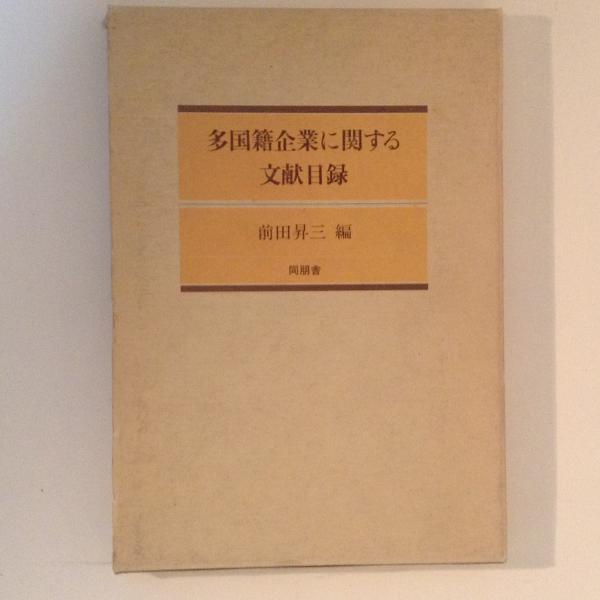 多国籍企業に関する
文献目録
前田昇三 編
同朋舎